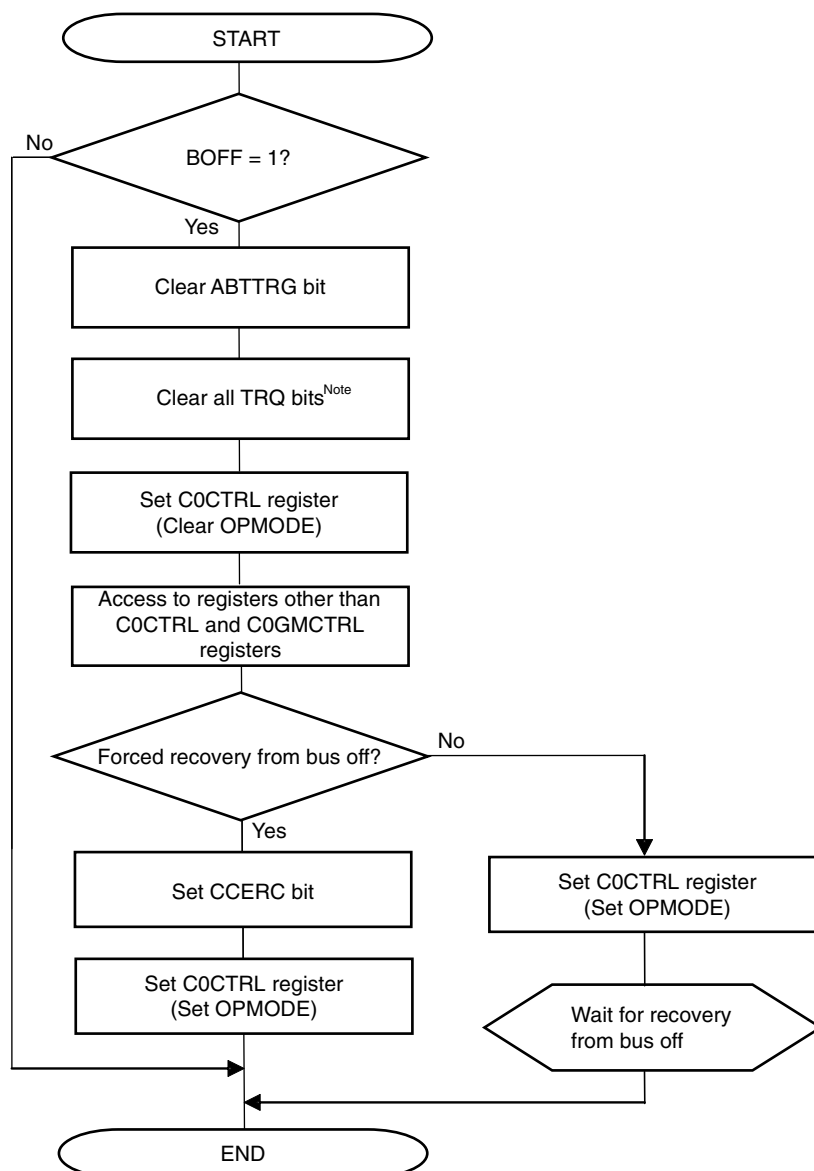 START
No
BOFF = 1?
Yes
Clear ABTTRG bit
Clear all TRQ bitsNote
Set C0CTRL register
(Clear OPMODE)
Access to registers other than
C0CTRL and C0GMCTRL
registers
Forced recovery from bus off?
No
Yes
Set CCERC bit
Set C0CTRL register
(Set OPMODE)
Set C0CTRL register
(Set OPMODE)
Wait for recovery
from bus off
END